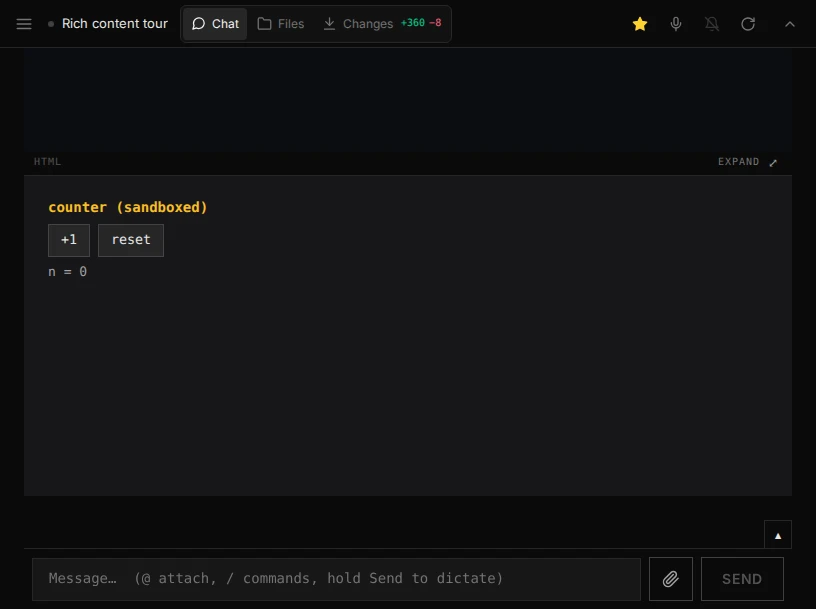 Rich content tour
Chat
Files
Changes +360 −8
HTML
EXPAND
counter (sandboxed)
+1
reset
n = 0
Message… (@ attach, / commands, hold Send to dictate)
SEND